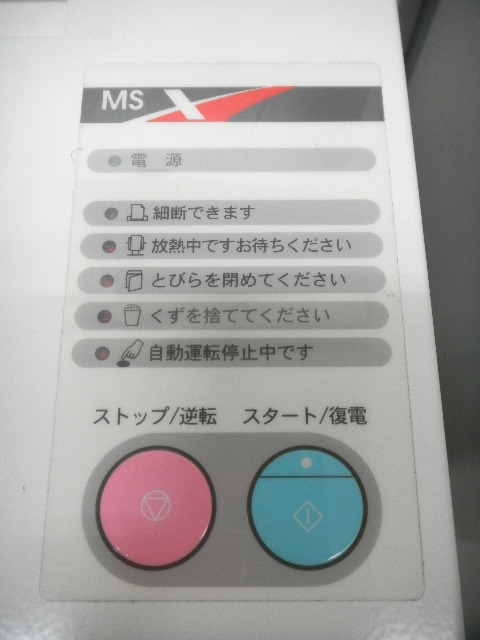 MS X
電 源
細断できます
放熱中ですお待ちください
とびらを閉めてください
くずを捨ててください
自動運転停止中です
ストップ/逆転 スタート/復電